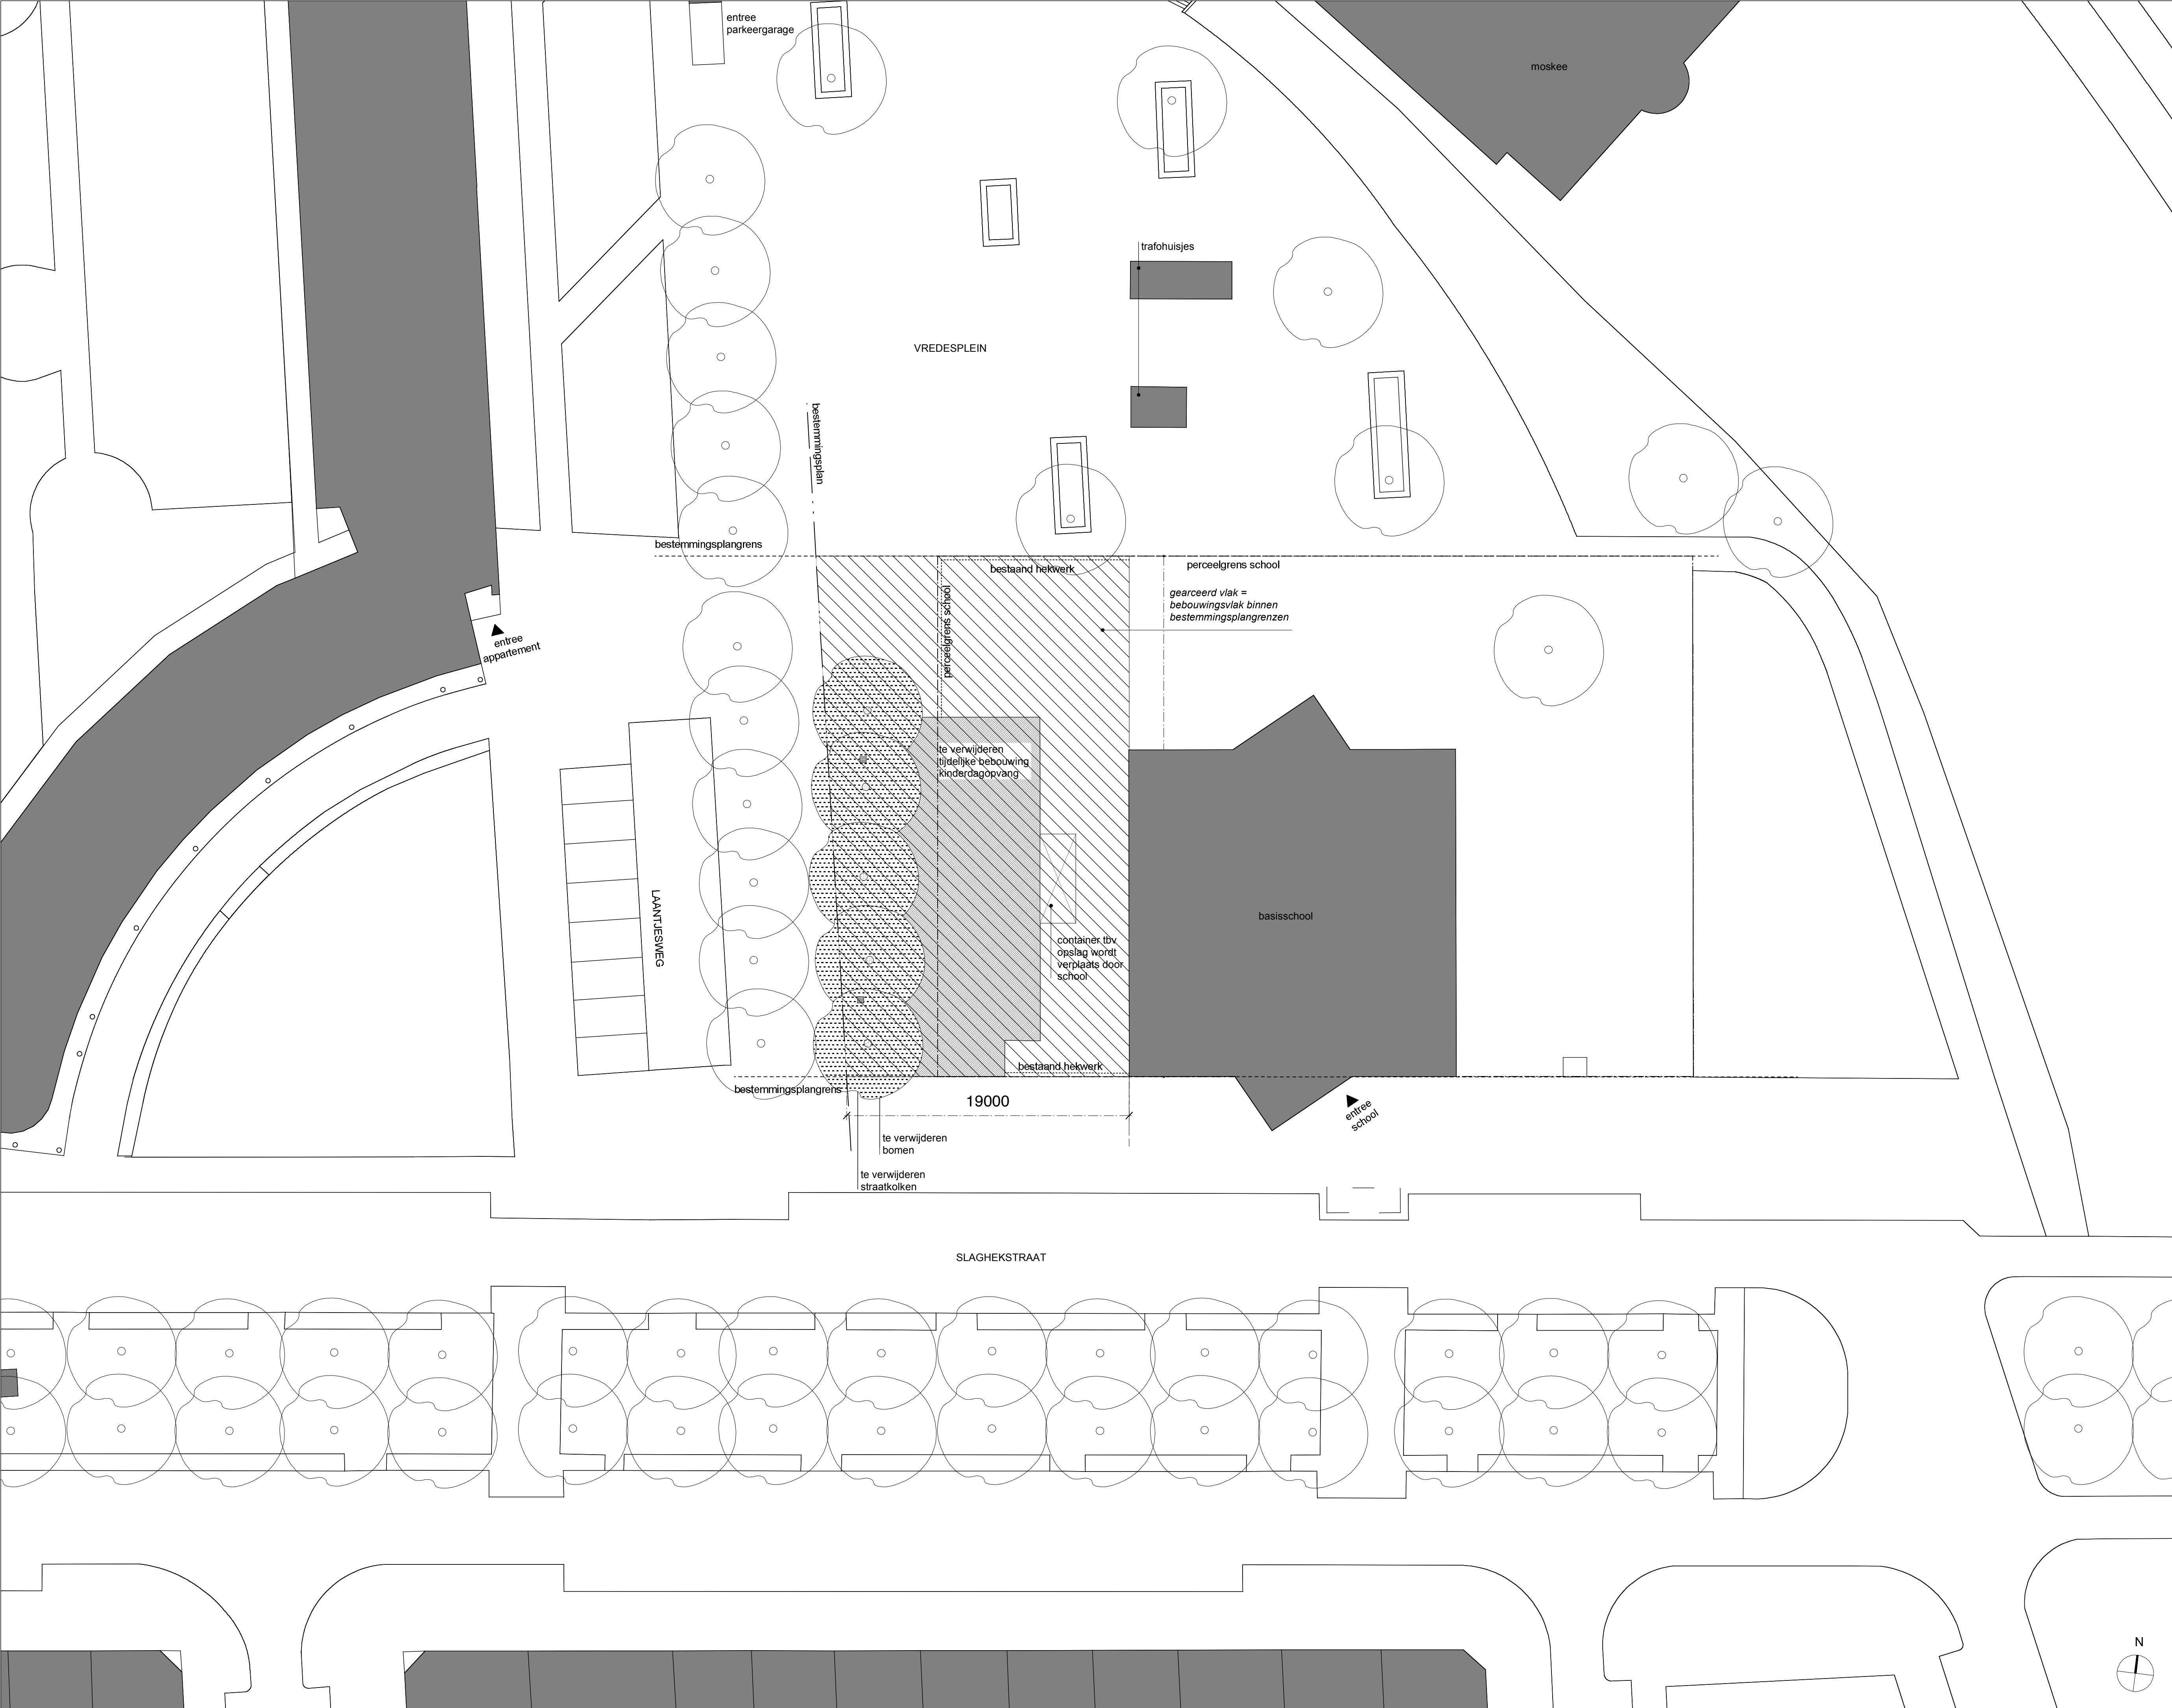 entree
parkeergarage
moskee
trafohuisjes
VREDESPLEIN
bestemmingsplan
bestemmingsplangrens
bestaand hekwerk
perceelgrens school
perceelgrens school
gearceerd vlak =
bebouwingsvlak binnen
bestemmingsplangrenzen
entree
appartement
te verwijderen
tijdelijke bebouwing
kinderdagopvang
LAANTJESWEG
basisschool
container tbv
opslag wordt
verplaats door
school
bestaand hekwerk
bestemmingsplangrens
19000
entree
school
te verwijderen
bomen
te verwijderen
straatkolken
SLAGHEKSTRAAT
N